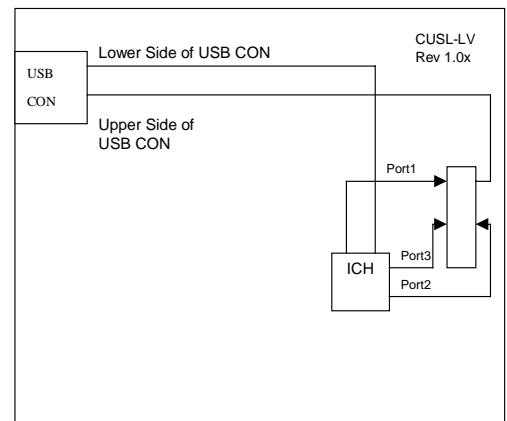 CUSL-LV
Rev 1.0x
Lower Side of USB CON
USB
CON
Upper Side of
USB CON
Port1
Port3
ICH
Port2